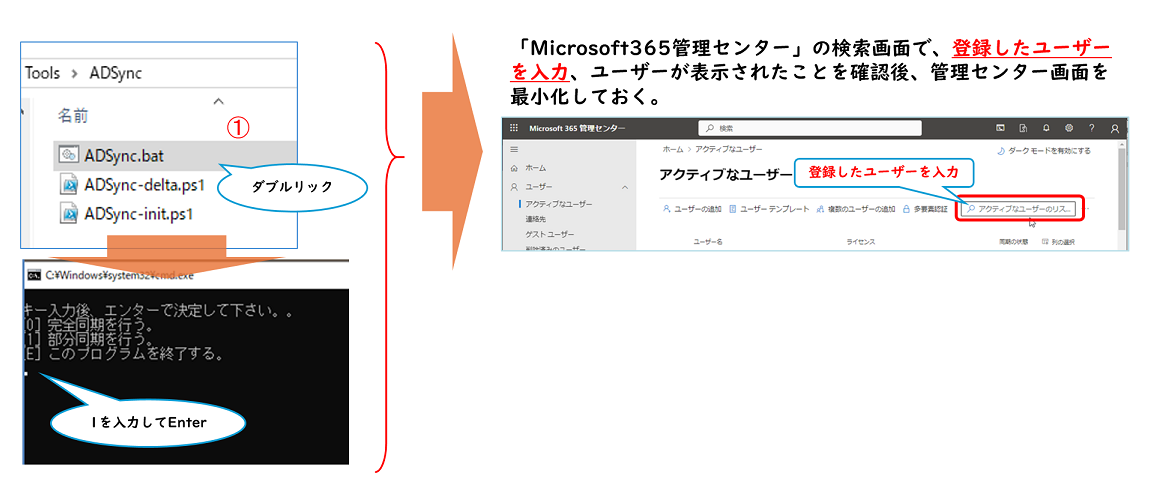 Tools > ADSync
名前
①
ADSync.bat
ADSync-delta.ps1
ADSync-init.ps1
ダブルリック
C:¥Windows¥system32¥cmd.exe
キー入力後、エンターで決定して下さい。。
[0] 完全同期を行う。
[1] 部分同期を行う。
[E] このプログラムを終了する。
1を入力してEnter
「Microsoft365管理センター」の検索画面で、登録したユーザー
を入力、ユーザーが表示されたことを確認後、管理センター画面を
最小化しておく。
Microsoft 365 管理センター
検索
ホーム
ユーザー
アクティブなユーザー
連絡先
ゲスト ユーザー
削除済みのユーザー
ホーム > アクティブなユーザー
ダーク モードを有効にする
アクティブなユーザー
登録したユーザーを入力
ユーザーの追加 ユーザー テンプレート 複数のユーザーの追加 多要素認証 アクティブなユーザーのリス...
ユーザー名 ライセンス 同期の状態 列の選択